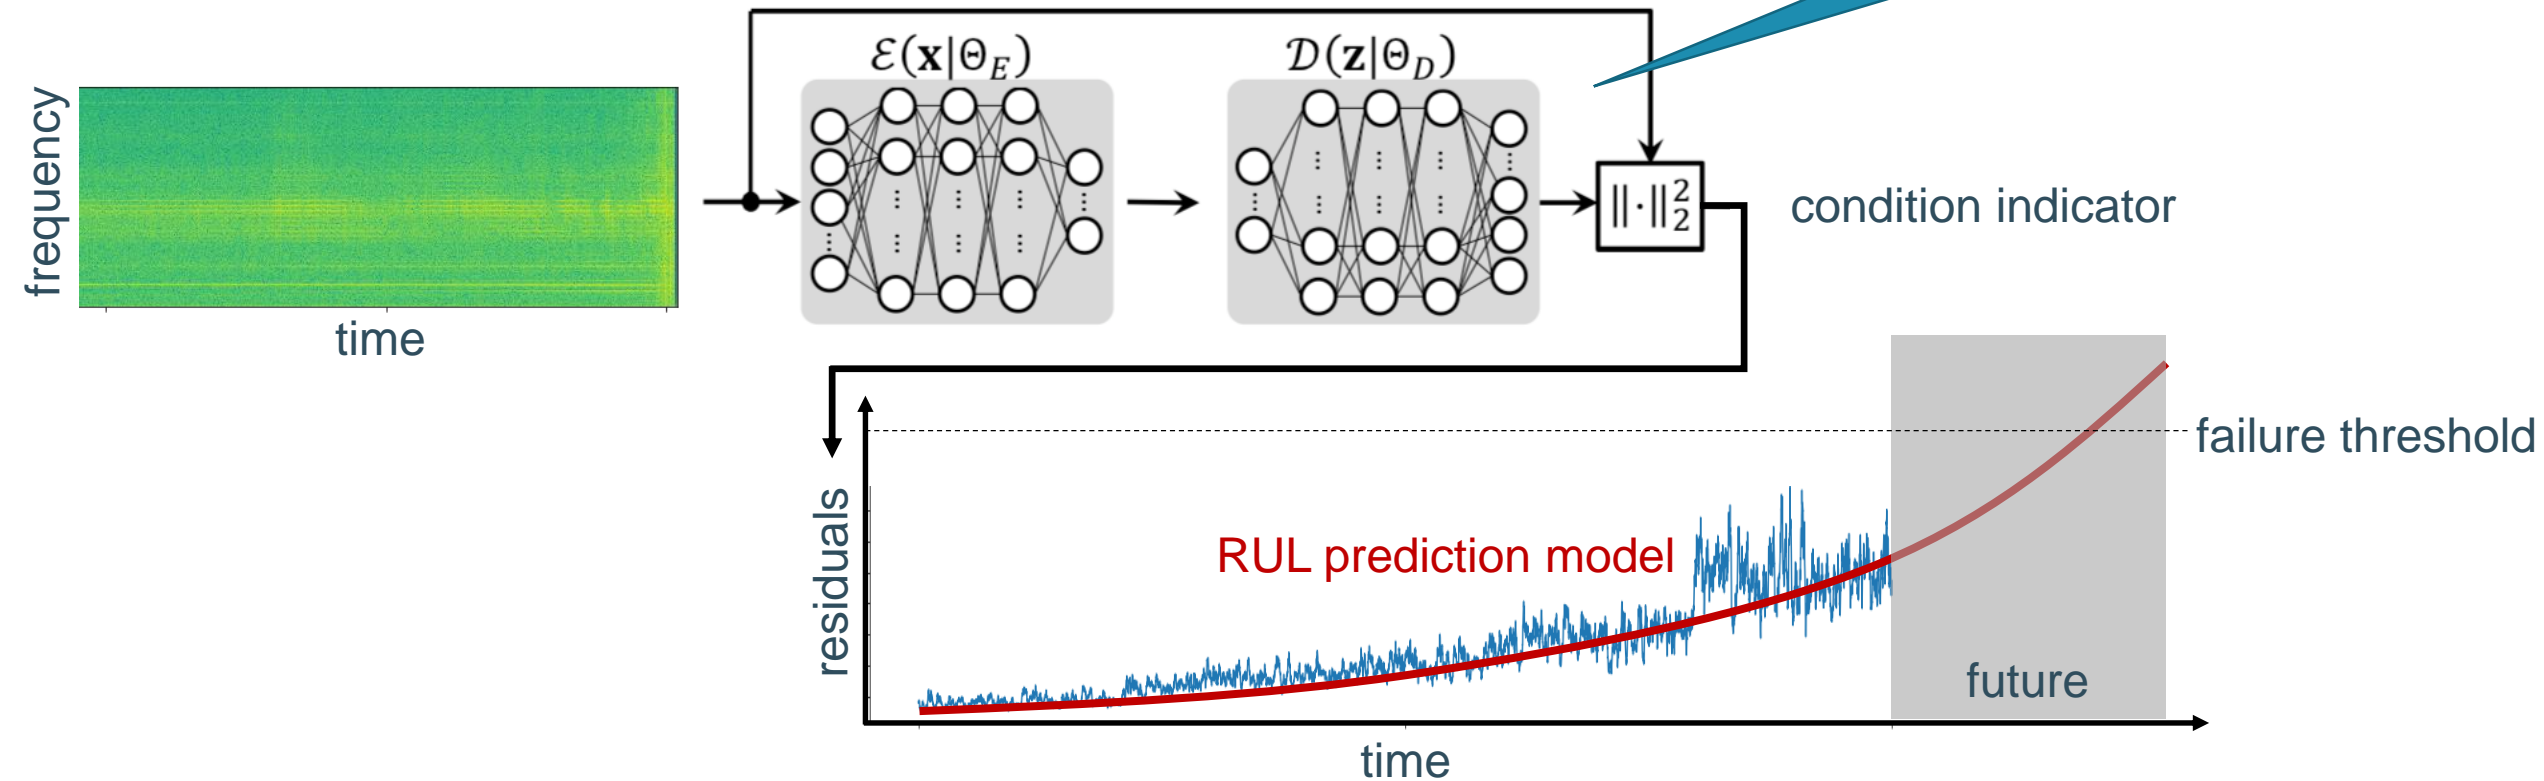 ℰ(𝐱|Θ_E)
𝒟(𝐳|Θ_D)
frequency
time
‖·‖₂²
condition indicator
failure threshold
residuals
RUL prediction model
future
time